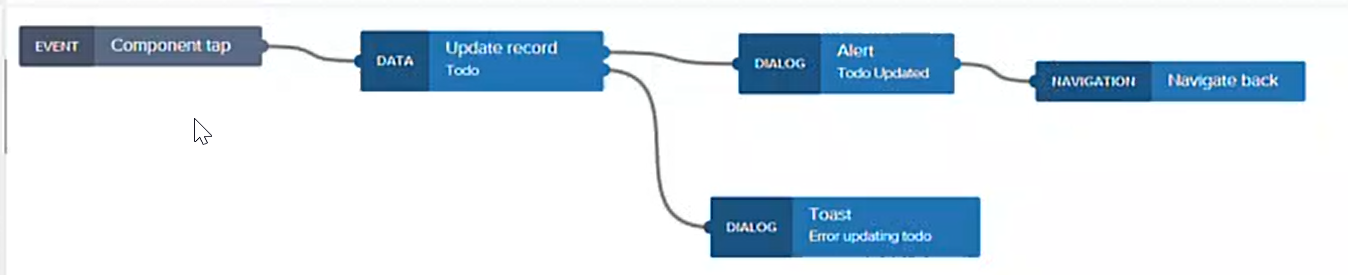 EVENT Component tap
DATA Update record
Todo
DIALOG Alert
Todo Updated
NAVIGATION Navigate back
DIALOG Toast
Error updating todo